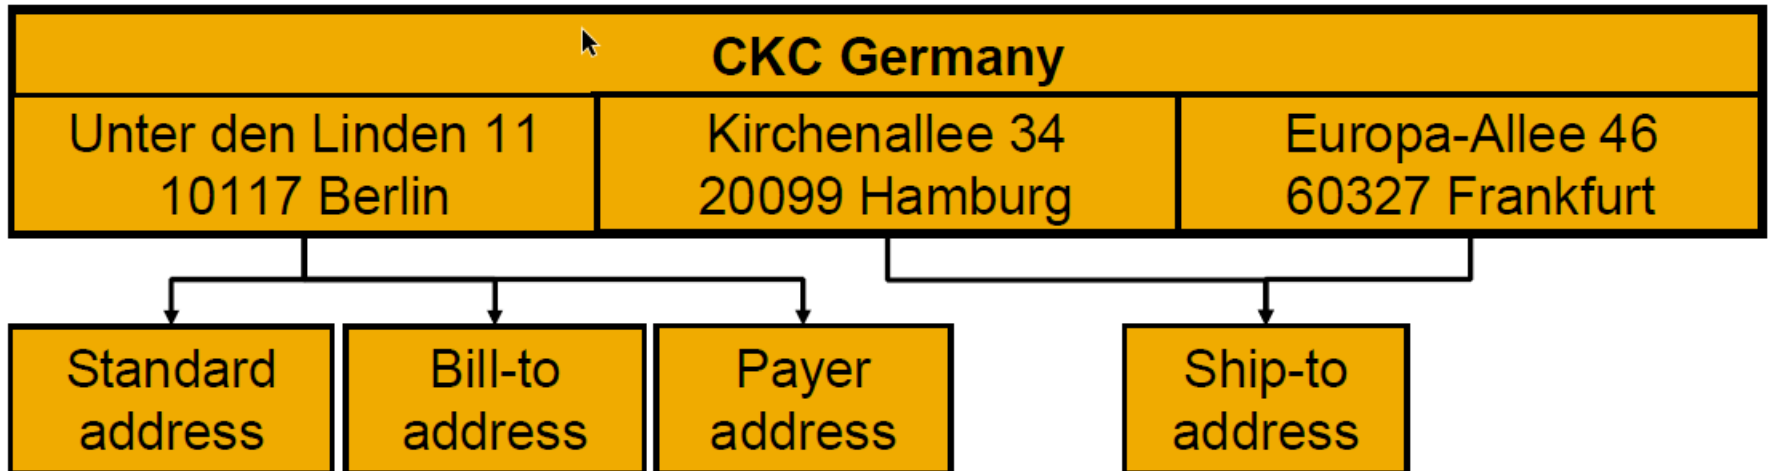 CKC Germany
Unter den Linden 11
10117 Berlin
Kirchenallee 34
20099 Hamburg
Europa-Allee 46
60327 Frankfurt
Standard
address
Bill-to
address
Payer
address
Ship-to
address